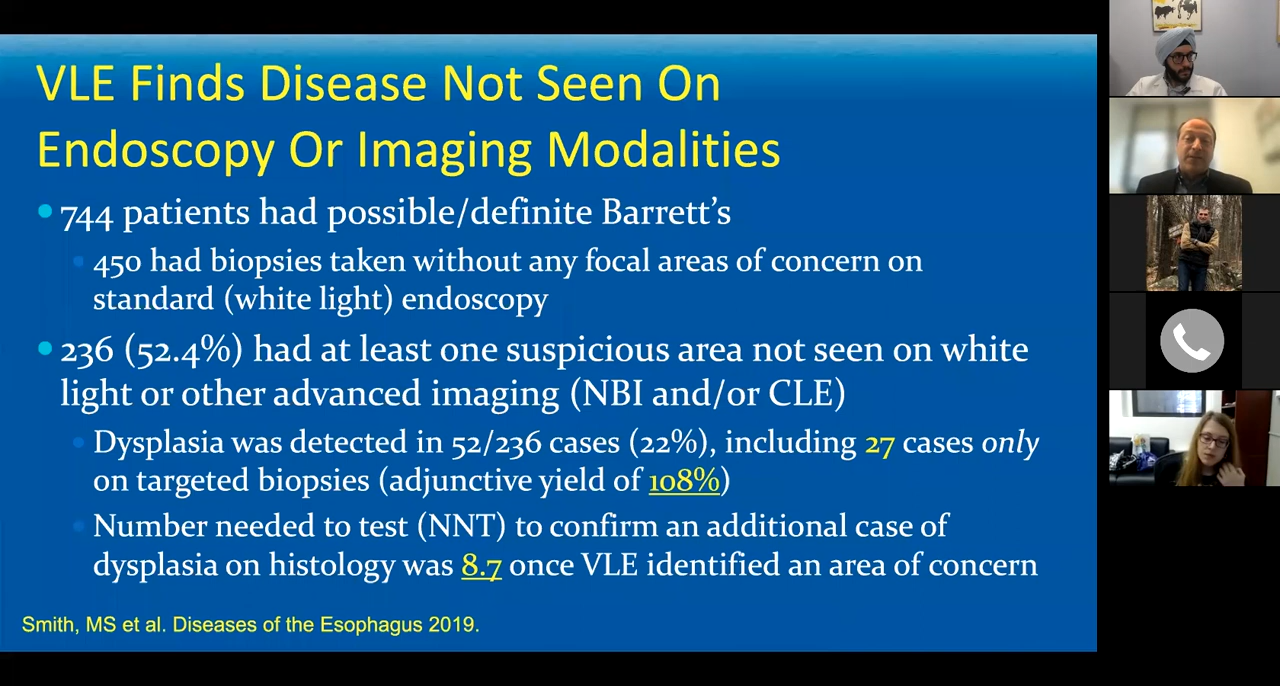 VLE Finds Disease Not Seen On
Endoscopy Or Imaging Modalities
744 patients had possible/definite Barrett’s
450 had biopsies taken without any focal areas of concern on
standard (white light) endoscopy
236 (52.4%) had at least one suspicious area not seen on white
light or other advanced imaging (NBI and/or CLE)
Dysplasia was detected in 52/236 cases (22%), including 27 cases only
on targeted biopsies (adjunctive yield of 108%)
Number needed to test (NNT) to confirm an additional case of
dysplasia on histology was 8.7 once VLE identified an area of concern
Smith, MS et al. Diseases of the Esophagus 2019.